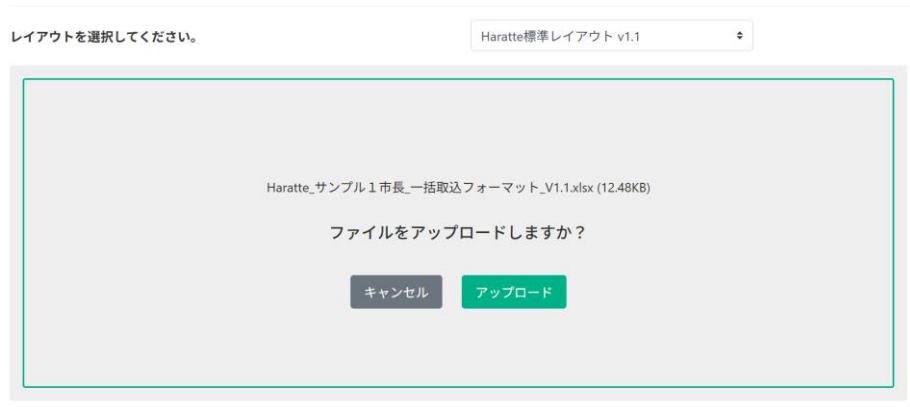 レイアウトを選択してください。 Haratte標準レイアウト v1.1
Haratte_サンプル１市長_一括取込フォーマット_V1.1.xlsx (12.48KB)
ファイルをアップロードしますか？
キャンセル アップロード